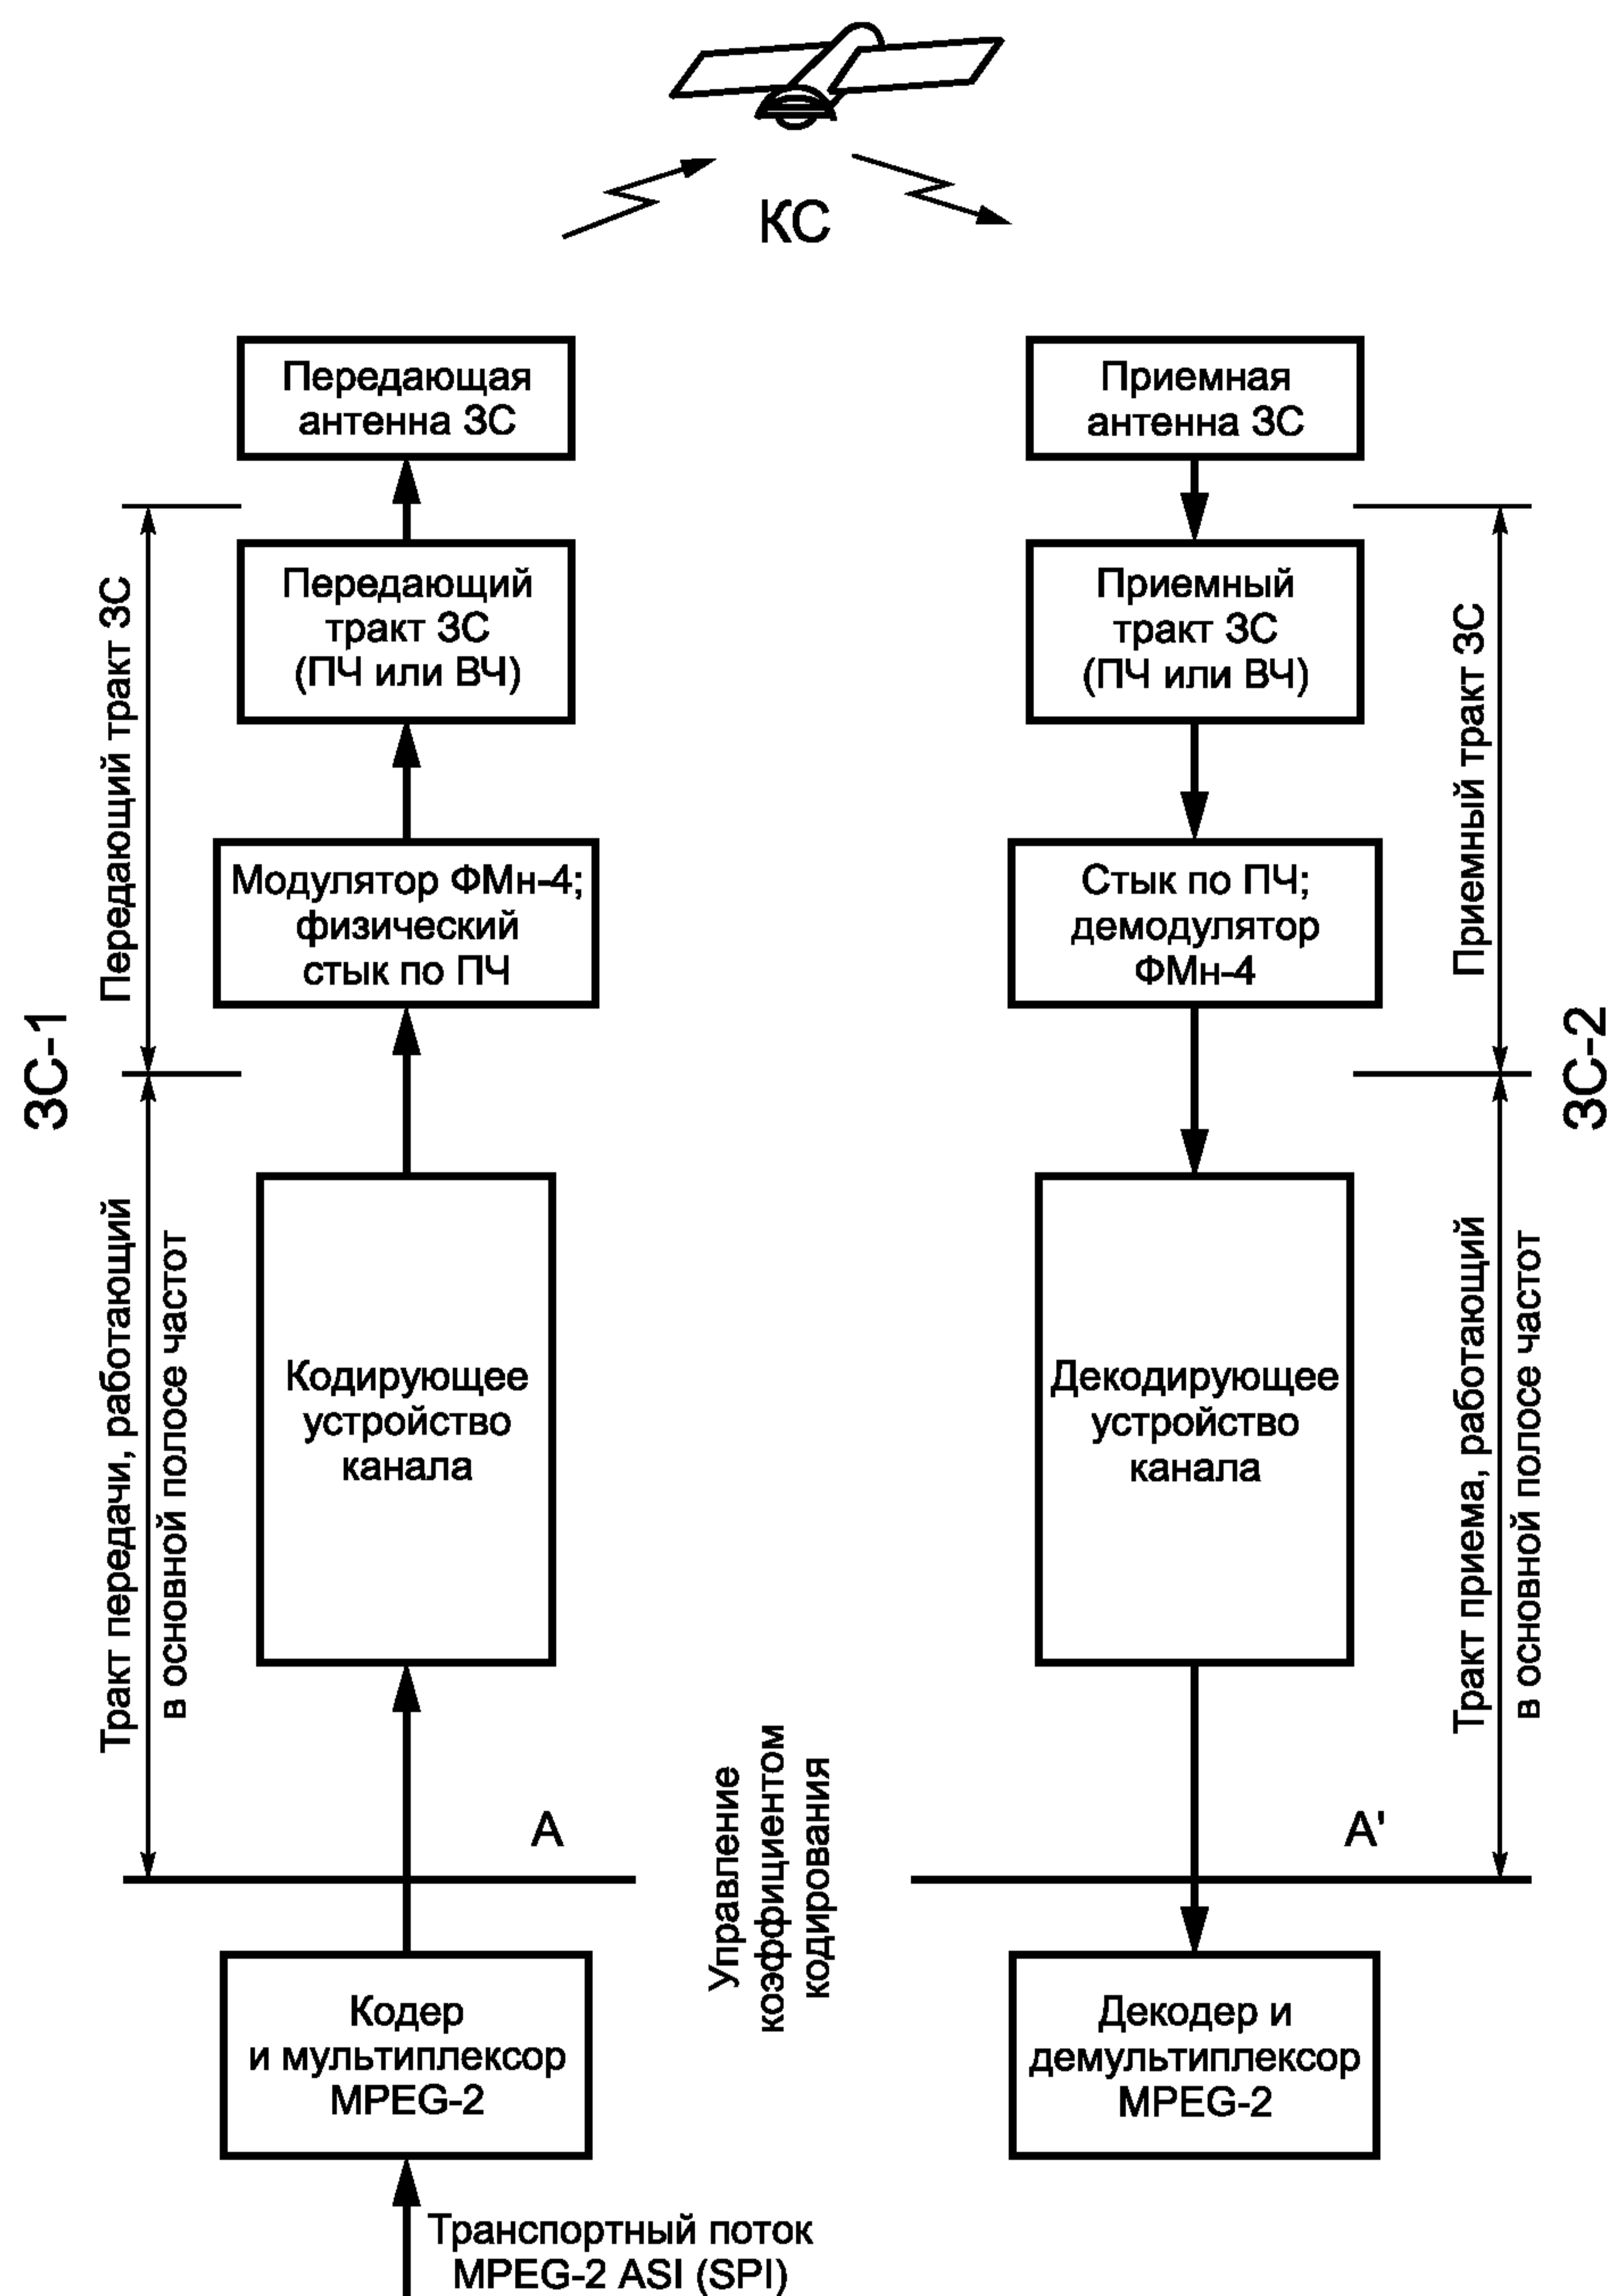 КС
Передающая
антенна ЗС
Приемная
антенна ЗС
Передающий
тракт ЗС
(ПЧ или ВЧ)
Приемный
тракт ЗС
(ПЧ или ВЧ)
Передающий тракт ЗС
Приемный тракт ЗС
Модулятор ФМн-4;
физический
стык по ПЧ
Стык по ПЧ;
демодулятор
ФМн-4
ЗС-1
ЗС-2
Кодирующее
устройство
канала
Декодирующее
устройство
канала
Тракт передачи, работающий
в основной полосе частот
Тракт приема, работающий
в основной полосе частот
А
А'
Управление
коэффициентом
кодирования
Кодер
и мультиплексор
MPEG-2
Декодер и
демультиплексор
MPEG-2
Транспортный поток
MPEG-2 ASI (SPI)